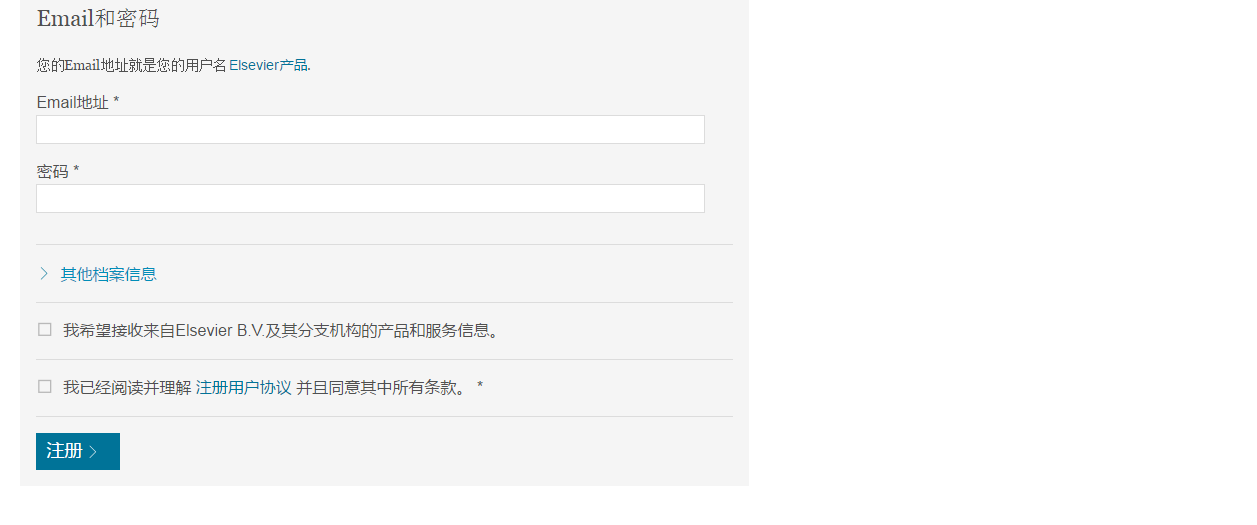 Email和密码
您的Email地址就是您的用户名 Elsevier产品.
Email地址 *
密码 *
其他档案信息
我希望接收来自Elsevier B.V.及其分支机构的产品和服务信息。
我已经阅读并理解 注册用户协议 并且同意其中所有条款。 *
注册